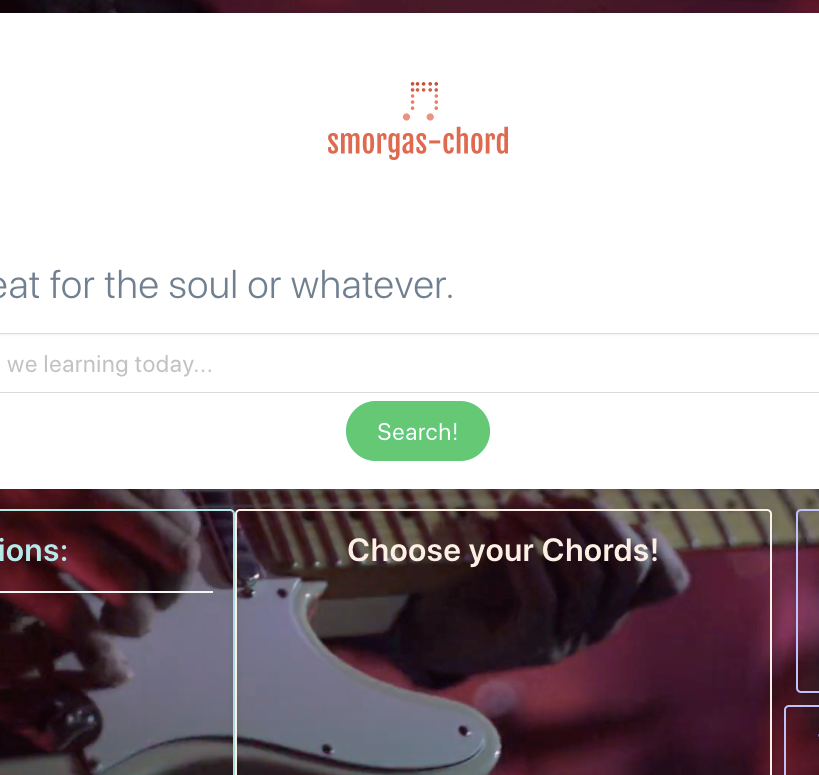 smorgas-chord
eat for the soul or whatever.
we learning today...
Search!
ions:
Choose your Chords!